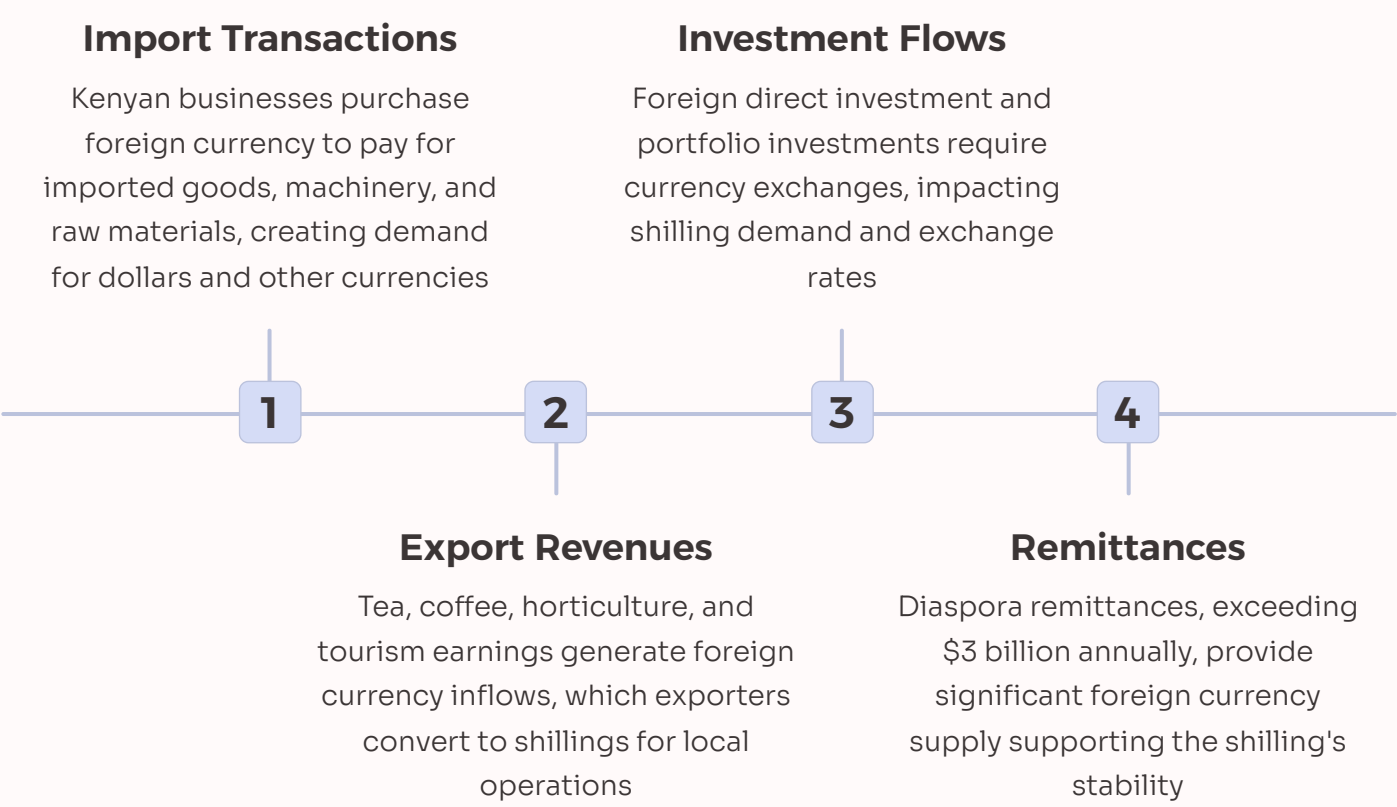 Import Transactions
Kenyan businesses purchase
foreign currency to pay for
imported goods, machinery, and
raw materials, creating demand
for dollars and other currencies
Investment Flows
Foreign direct investment and
portfolio investments require
currency exchanges, impacting
shilling demand and exchange
rates
1
2
3
4
Export Revenues
Tea, coffee, horticulture, and
tourism earnings generate foreign
currency inflows, which exporters
convert to shillings for local
operations
Remittances
Diaspora remittances, exceeding
$3 billion annually, provide
significant foreign currency
supply supporting the shilling's
stability